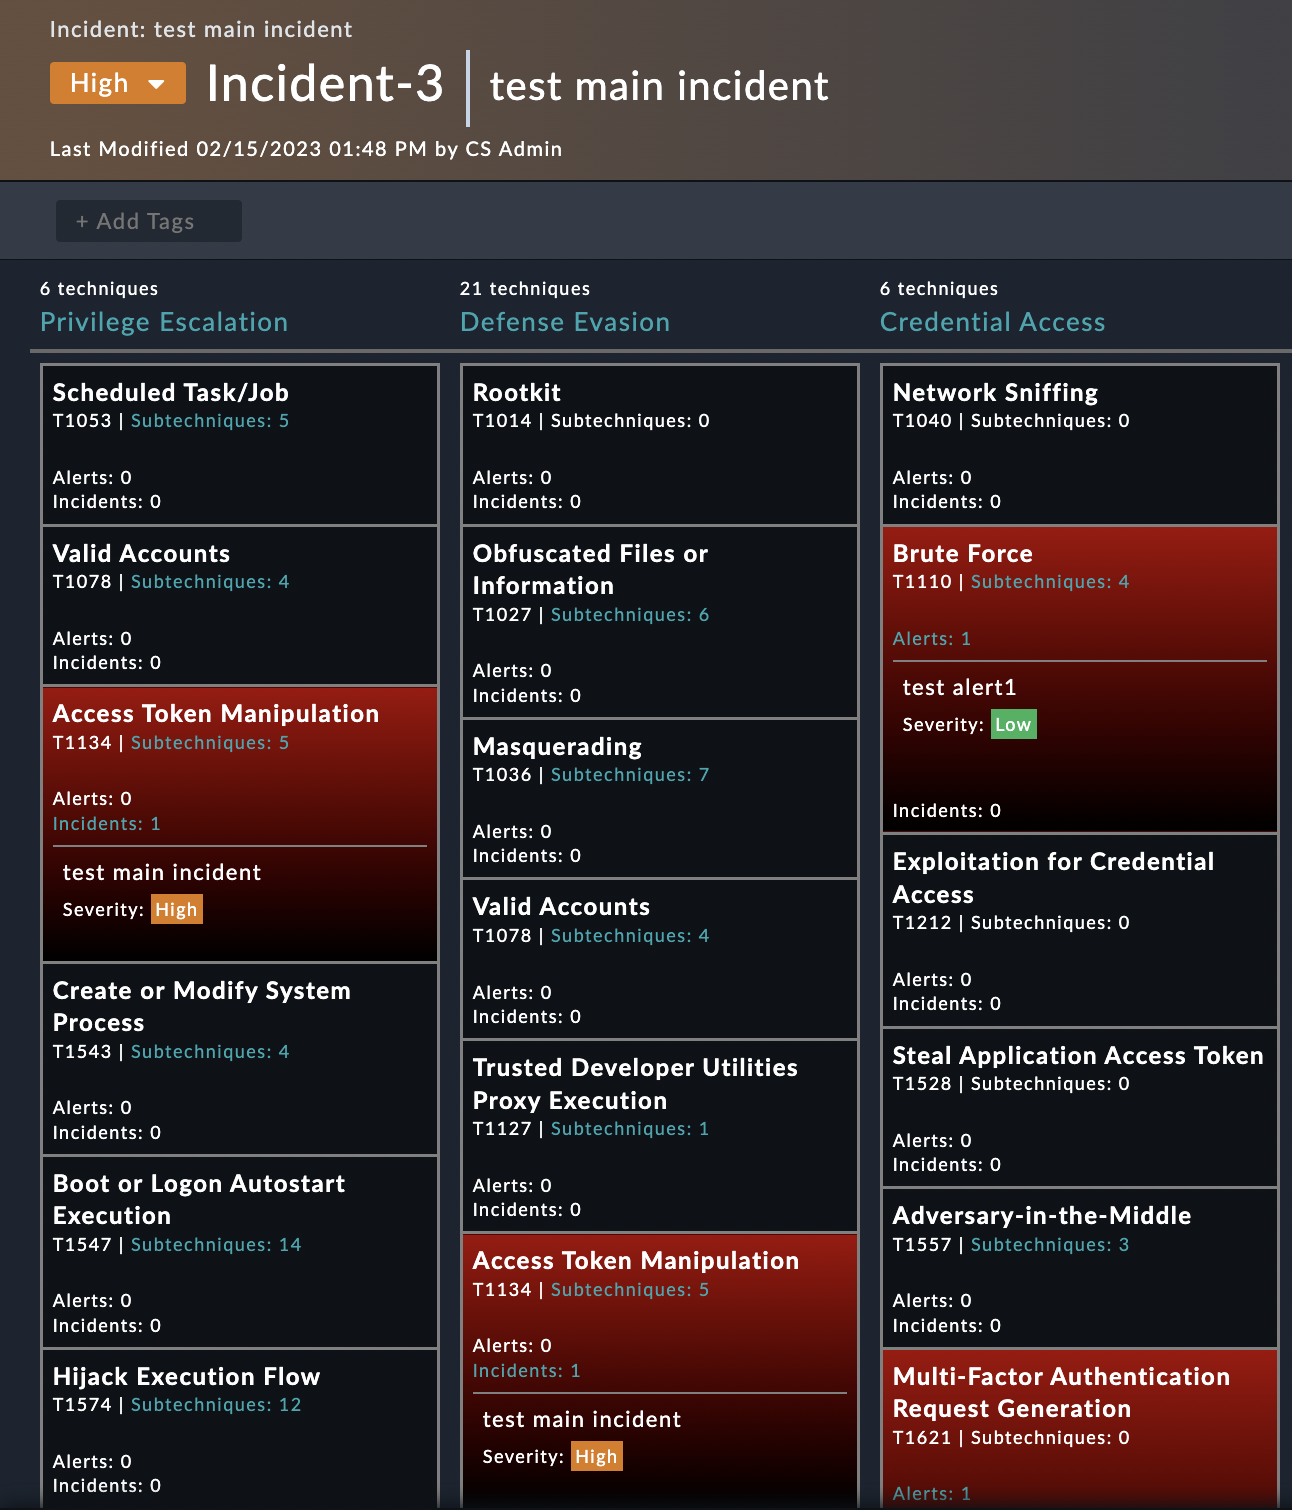 Incident: test main incident
High
Incident-3
test main incident
Last Modified 02/15/2023 01:48 PM by CS Admin
+ Add Tags
6 techniques
Privilege Escalation
Scheduled Task/Job
T1053 | Subtechniques: 5
Alerts: 0
Incidents: 0
Valid Accounts
T1078 | Subtechniques: 4
Alerts: 0
Incidents: 0
Access Token Manipulation
T1134 | Subtechniques: 5
Alerts: 0
Incidents: 1
test main incident
Severity: High
Create or Modify System
Process
T1543 | Subtechniques: 4
Alerts: 0
Incidents: 0
Boot or Logon Autostart
Execution
T1547 | Subtechniques: 14
Alerts: 0
Incidents: 0
Hijack Execution Flow
T1574 | Subtechniques: 12
Alerts: 0
Incidents: 0
21 techniques
Defense Evasion
Rootkit
T1014 | Subtechniques: 0
Alerts: 0
Incidents: 0
Obfuscated Files or
Information
T1027 | Subtechniques: 6
Alerts: 0
Incidents: 0
Masquerading
T1036 | Subtechniques: 7
Alerts: 0
Incidents: 0
Valid Accounts
T1078 | Subtechniques: 4
Alerts: 0
Incidents: 0
Trusted Developer Utilities
Proxy Execution
T1127 | Subtechniques: 1
Alerts: 0
Incidents: 0
Access Token Manipulation
T1134 | Subtechniques: 5
Alerts: 0
Incidents: 1
test main incident
Severity: High
6 techniques
Credential Access
Network Sniffing
T1040 | Subtechniques: 0
Alerts: 0
Incidents: 0
Brute Force
T1110 | Subtechniques: 4
Alerts: 1
test alert1
Severity: Low
Incidents: 0
Exploitation for Credential
Access
T1212 | Subtechniques: 0
Alerts: 0
Incidents: 0
Steal Application Access Token
T1528 | Subtechniques: 0
Alerts: 0
Incidents: 0
Adversary-in-the-Middle
T1557 | Subtechniques: 3
Alerts: 0
Incidents: 0
Multi-Factor Authentication
Request Generation
T1621 | Subtechniques: 0
Alerts: 1